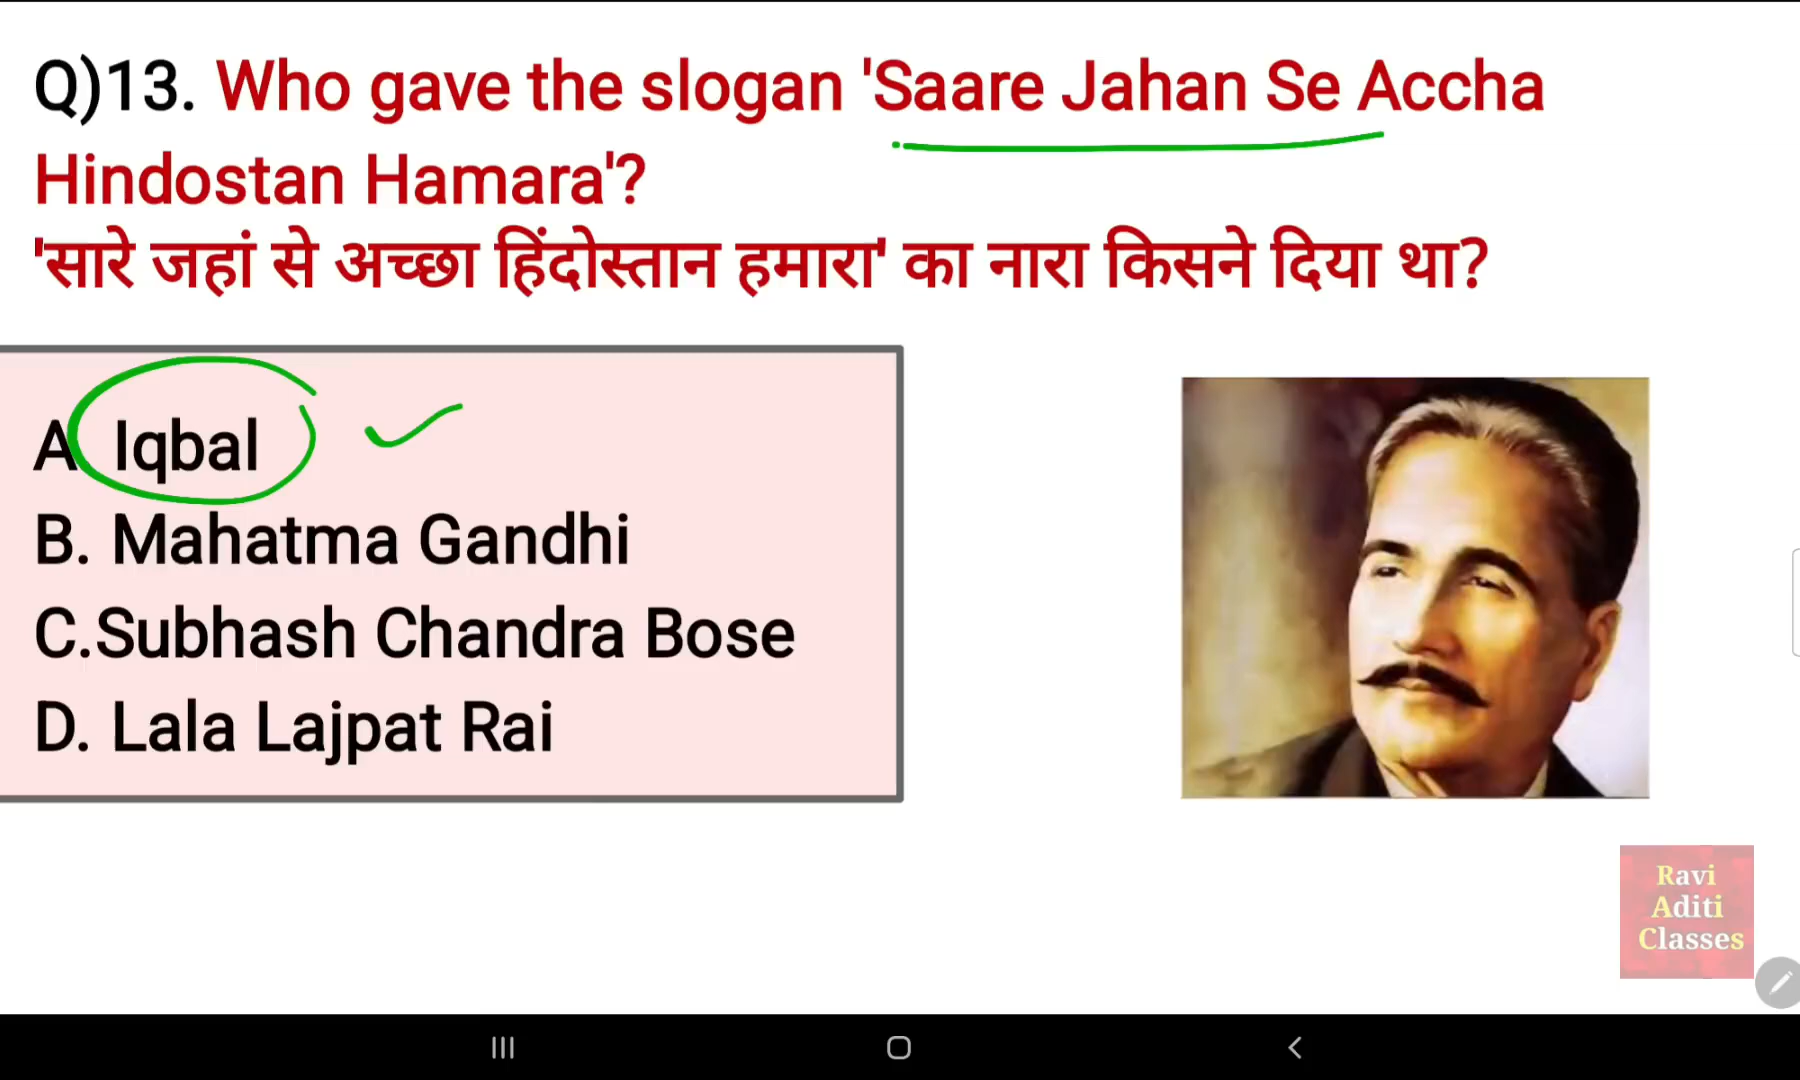 Q)13. Who gave the slogan 'Saare Jahan Se Accha
Hindostan Hamara'?
'सारे जहां से अच्छा हिंदोस्तान हमारा' का नारा किसने दिया था?
A. Iqbal
B. Mahatma Gandhi
C.Subhash Chandra Bose
D. Lala Lajpat Rai
Ravi
Aditi
Classes